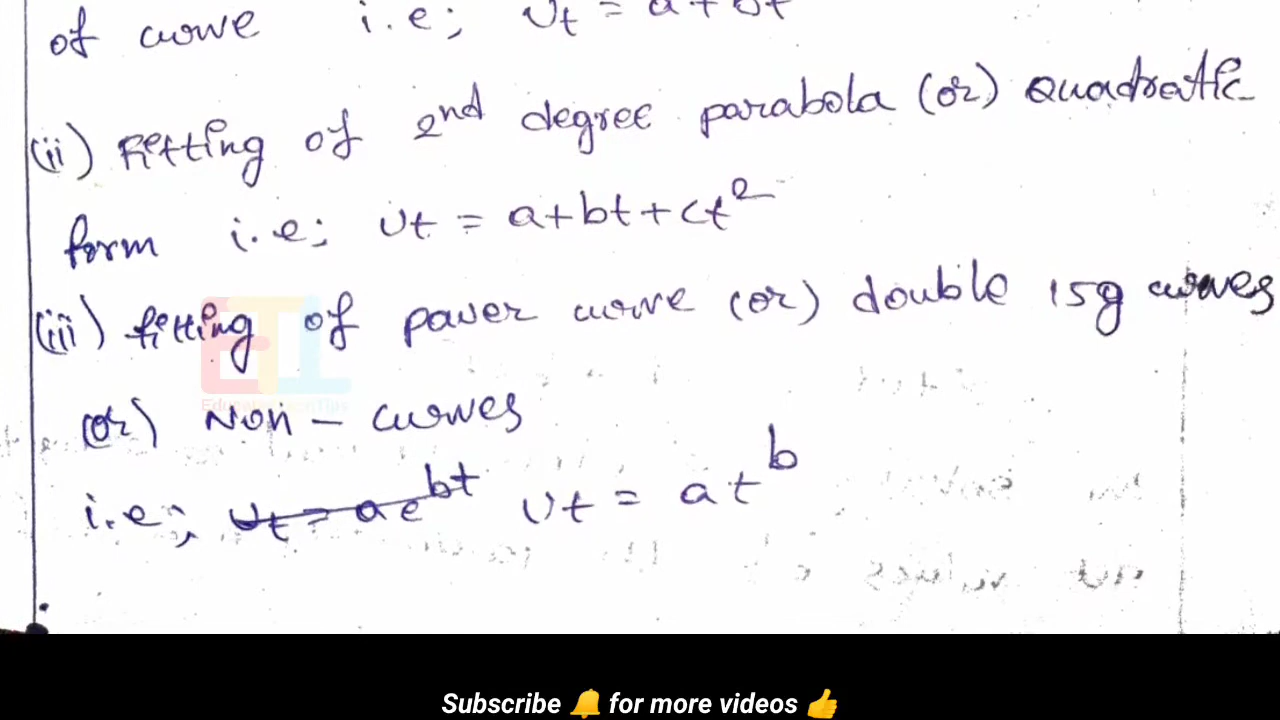 of curve i.e; Ut = a + bt
(ii) Fitting of 2nd degree parabola (or) Quadratic
form i.e; Ut = a+bt+ct²
(iii) fitting of power curve (or) double log curves
(or) Non - curves
i.e; Ut = ae^bt Ut = at^b
Subscribe 🔔 for more videos 👍